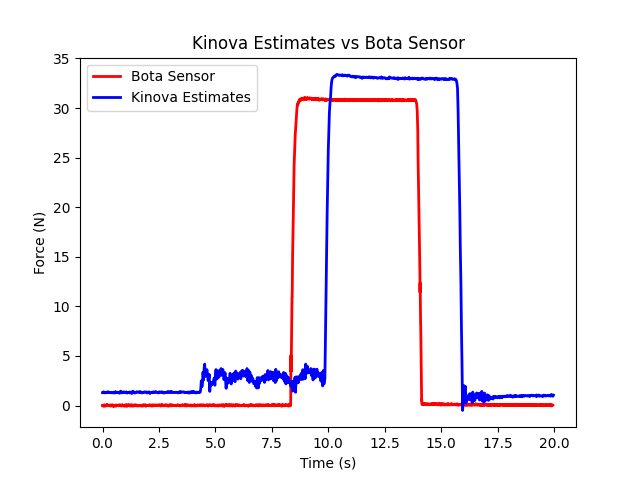 Kinova Estimates vs Bota Sensor
Bota Sensor
Kinova Estimates
Force (N)
35
30
25
20
15
10
5
0
0.0 2.5 5.0 7.5 10.0 12.5 15.0 17.5 20.0
Time (s)